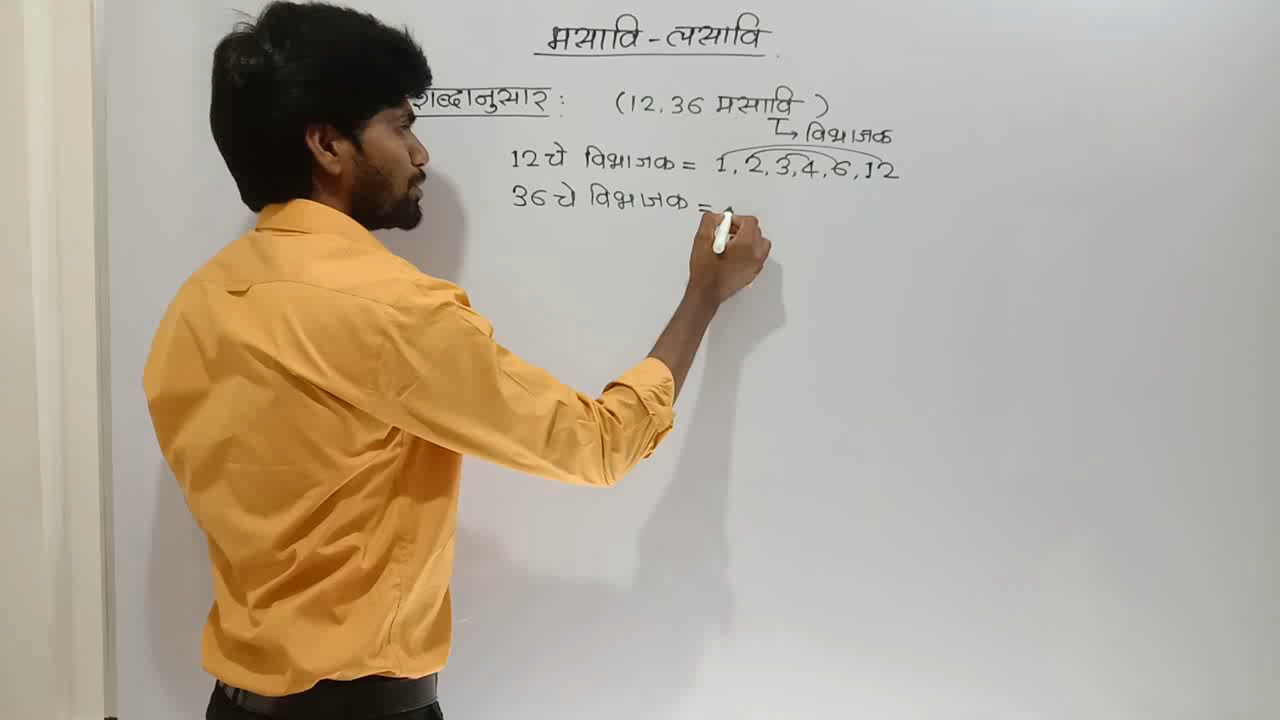 मसावि - लसावि
शब्दानुसार : (12, 36 मसावि )
↳ विभाजक
12 चे विभाजक = 1, 2, 3, 4, 6, 12
36 चे विभाजक =